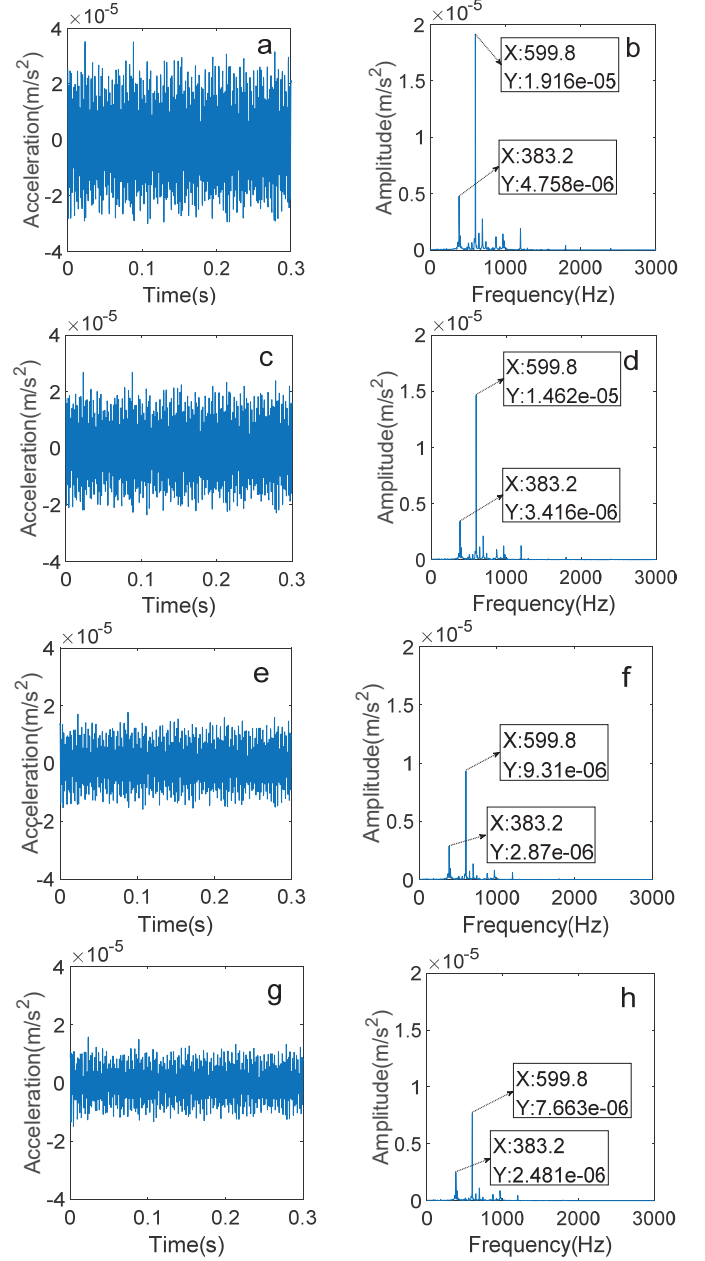 ×10⁻⁵
4
2
0
-2
-4
Acceleration(m/s²)
a
0
0.1
0.2
0.3
Time(s)
×10⁻⁵
2
1.5
1
0.5
0
Amplitude(m/s²)
b
X:599.8
Y:1.916e-05
X:383.2
Y:4.758e-06
0
1000
2000
3000
Frequency(Hz)
×10⁻⁵
4
2
0
-2
-4
Acceleration(m/s²)
c
0
0.1
0.2
0.3
Time(s)
×10⁻⁵
2
1.5
1
0.5
0
Amplitude(m/s²)
d
X:599.8
Y:1.462e-05
X:383.2
Y:3.416e-06
0
1000
2000
3000
Frequency(Hz)
×10⁻⁵
4
2
0
-2
-4
Acceleration(m/s²)
e
0
0.1
0.2
0.3
Time(s)
×10⁻⁵
2
1.5
1
0.5
0
Amplitude(m/s²)
f
X:599.8
Y:9.31e-06
X:383.2
Y:2.87e-06
0
1000
2000
3000
Frequency(Hz)
×10⁻⁵
4
2
0
-2
-4
Acceleration(m/s²)
g
0
0.1
0.2
0.3
Time(s)
×10⁻⁵
2
1.5
1
0.5
0
Amplitude(m/s²)
h
X:599.8
Y:7.663e-06
X:383.2
Y:2.481e-06
0
1000
2000
3000
Frequency(Hz)